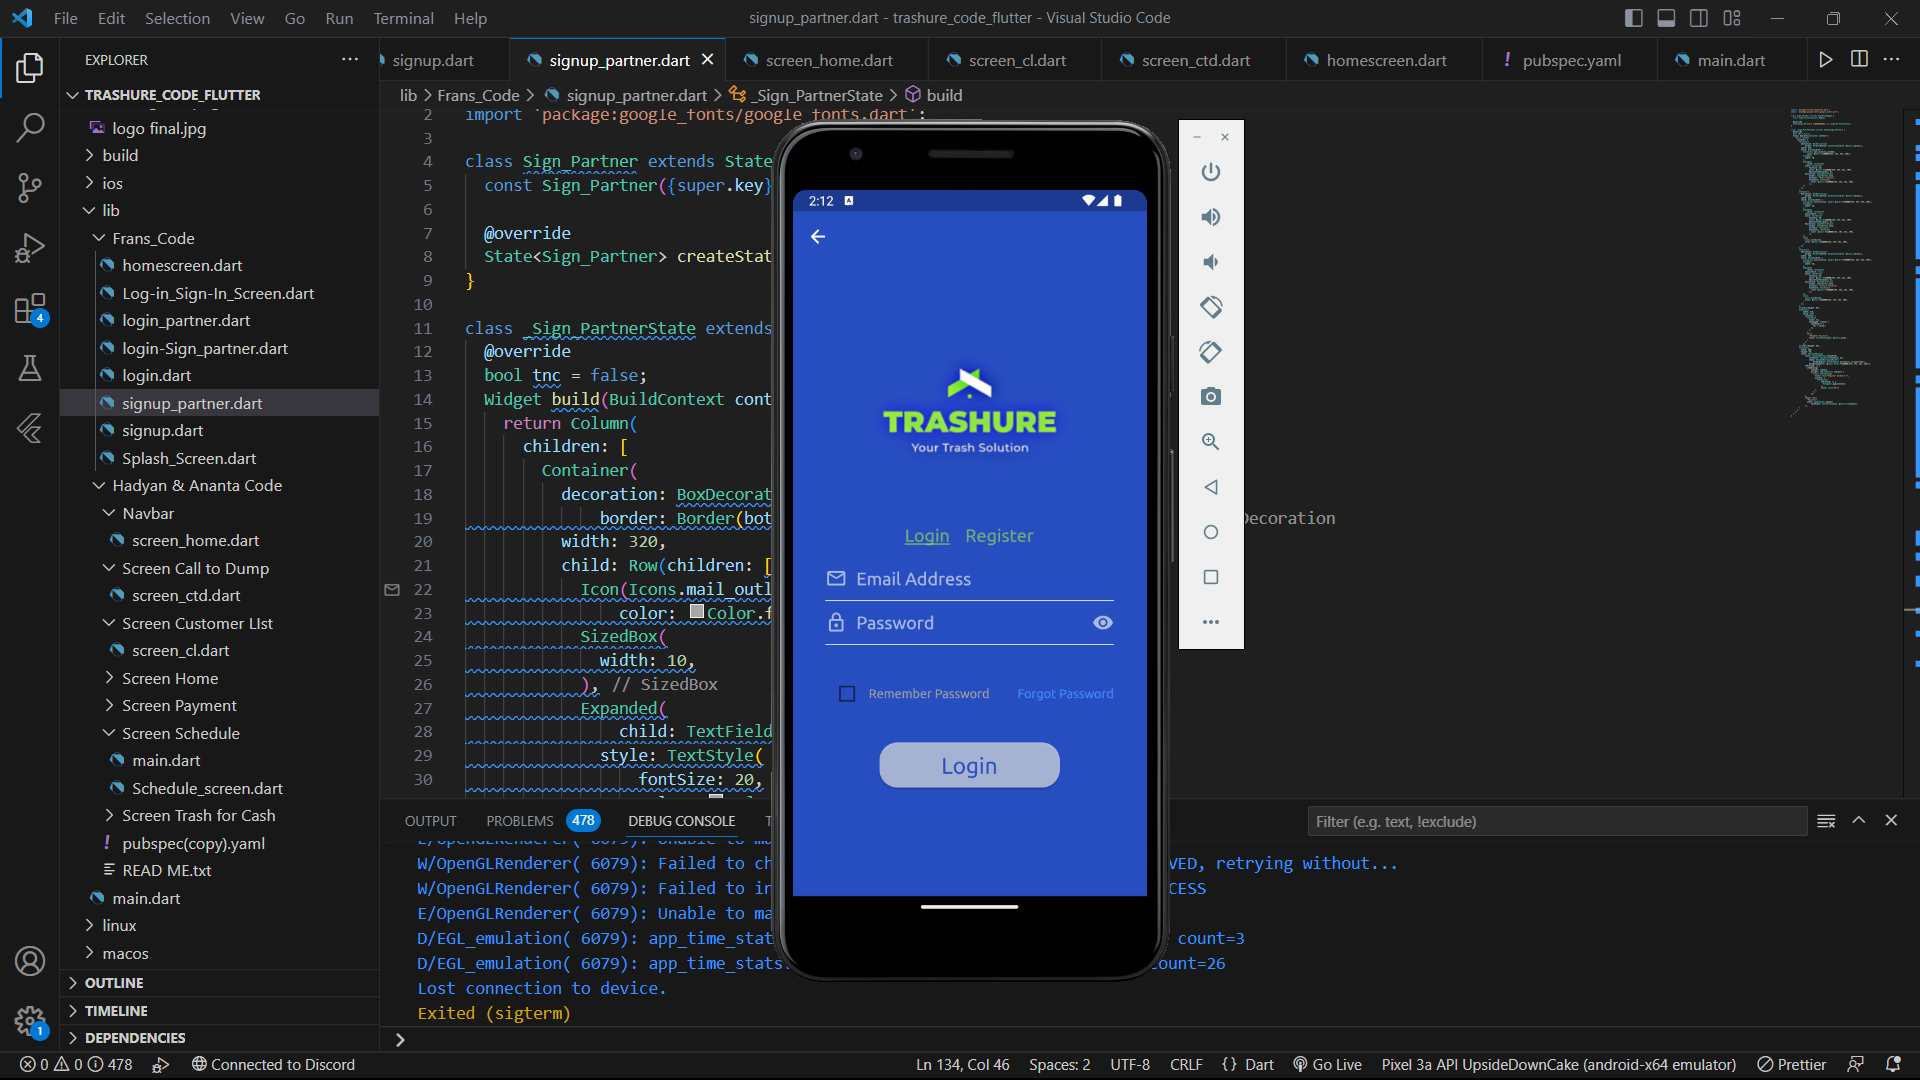 File Edit Selection View Go Run Terminal Help
signup_partner.dart - trashure_code_flutter - Visual Studio Code
EXPLORER
signup.dart
signup_partner.dart
screen_home.dart
screen_cl.dart
screen_ctd.dart
homescreen.dart
! pubspec.yaml
main.dart
TRASHURE_CODE_FLUTTER
lib > Frans_Code > signup_partner.dart > _Sign_PartnerState > build
logo final.jpg
build
ios
lib
Frans_Code
homescreen.dart
Log-in_Sign-In_Screen.dart
login_partner.dart
login-Sign_partner.dart
login.dart
signup_partner.dart
signup.dart
Splash_Screen.dart
Hadyan & Ananta Code
Navbar
screen_home.dart
Screen Call to Dump
screen_ctd.dart
Screen Customer LIst
screen_cl.dart
Screen Home
Screen Payment
Screen Schedule
main.dart
Schedule_screen.dart
Screen Trash for Cash
! pubspec(copy).yaml
READ ME.txt
main.dart
linux
macos
OUTLINE
TIMELINE
DEPENDENCIES
4
1
2 import 'package:google_fonts/google_fonts.dart';
3
4 class Sign_Partner extends State
5 const Sign_Partner({super.key}
6
7 @override
8 State<Sign_Partner> createStat
9 }
10
11 class _Sign_PartnerState extends
12 @override
13 bool tnc = false;
14 Widget build(BuildContext cont
15 return Column(
16 children: [
17 Container(
18 decoration: BoxDecorat
19 border: Border(bot
Decoration
20 width: 320,
21 child: Row(children: [
22 Icon(Icons.mail_outl
23 color: Color.f
24 SizedBox(
25 width: 10,
26 ), // SizedBox
27 Expanded(
28 child: TextField
29 style: TextStyle(
30 fontSize: 20,
2:12
TRASHURE
Your Trash Solution
Login Register
Email Address
Password
Remember Password Forgot Password
Login
OUTPUT PROBLEMS 478 DEBUG CONSOLE T
Filter (e.g. text, !exclude)
W/OpenGLRenderer( 6079): Failed to ch
VED, retrying without...
W/OpenGLRenderer( 6079): Failed to in
CESS
E/OpenGLRenderer( 6079): Unable to ma
D/EGL_emulation( 6079): app_time_stat
count=3
D/EGL_emulation( 6079): app_time_stats:
ount=26
Lost connection to device.
Exited (sigterm)
0 0 478 Connected to Discord
Ln 134, Col 46 Spaces: 2 UTF-8 CRLF {} Dart Go Live Pixel 3a API UpsideDownCake (android-x64 emulator) Prettier